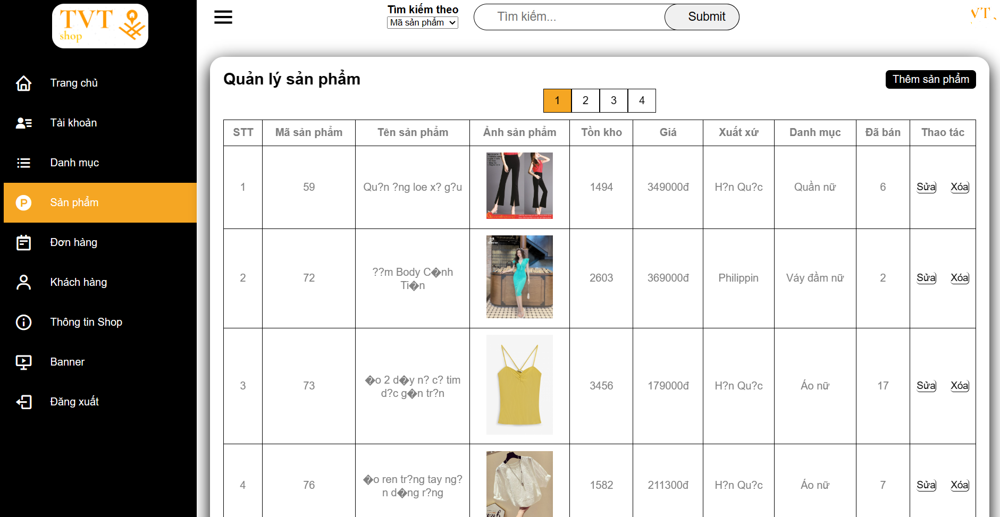 TVT
shop
Trang chủ
Tài khoản
Danh mục
Sản phẩm
Đơn hàng
Khách hàng
Thông tin Shop
Banner
Đăng xuất
Tìm kiếm theo
Mã sản phẩm
Tìm kiếm...
Submit
VT
Quản lý sản phẩm
Thêm sản phẩm
1 2 3 4
STT Mã sản phẩm Tên sản phẩm Ảnh sản phẩm Tồn kho Giá Xuất xứ Danh mục Đã bán Thao tác
1 59 Qu?n ?ng loe x? g?u 1494 349000đ H?n Qu?c Quần nữ 6 Sửa Xóa
2 72 ??m Body C�nh
Ti�n 2603 369000đ Philippin Váy đầm nữ 2 Sửa Xóa
3 73 �o 2 d�y n? c? tim
d?c g�n tr?n 3456 179000đ H?n Qu?c Áo nữ 17 Sửa Xóa
4 76 �o ren tr?ng tay ng?
n d�ng r?ng 1582 211300đ H?n Qu?c Áo nữ 7 Sửa Xóa